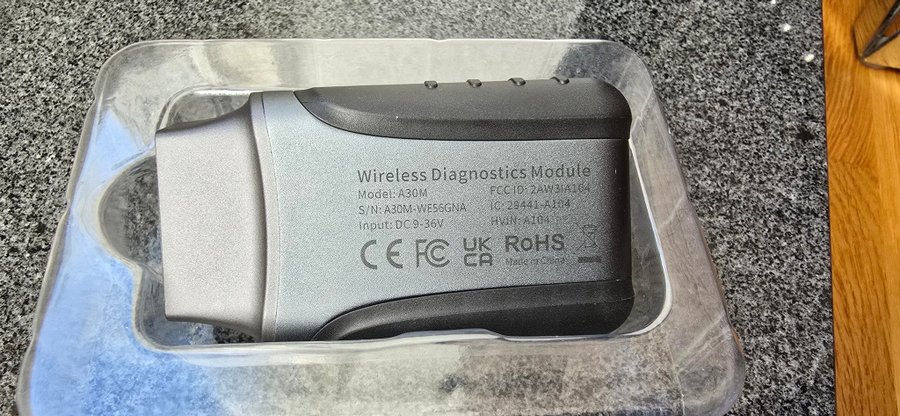 Wireless Diagnostics Module
Model: A30M
FCC ID: 2AW3IA104
S/N: A30M-WE56GNA
IC: 29441-A104
Input: DC 9-36V
HVIN: A104
CE FC UK CA RoHS
Made in China